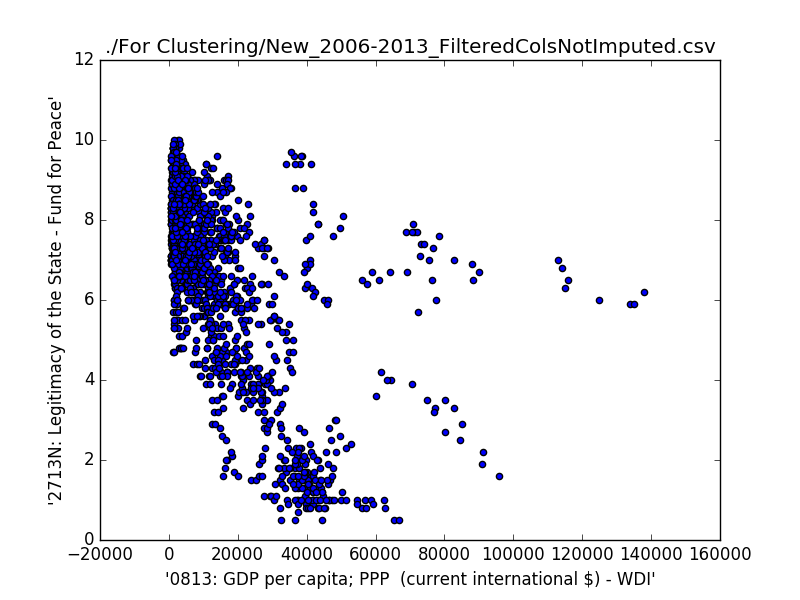 ./For Clustering/New_2006-2013_FilteredColsNotImputed.csv
12
10
8
6
4
2
0
'2713N: Legitimacy of the State - Fund for Peace'
−20000 0 20000 40000 60000 80000 100000 120000 140000 160000
'0813: GDP per capita; PPP  (current international $) - WDI'